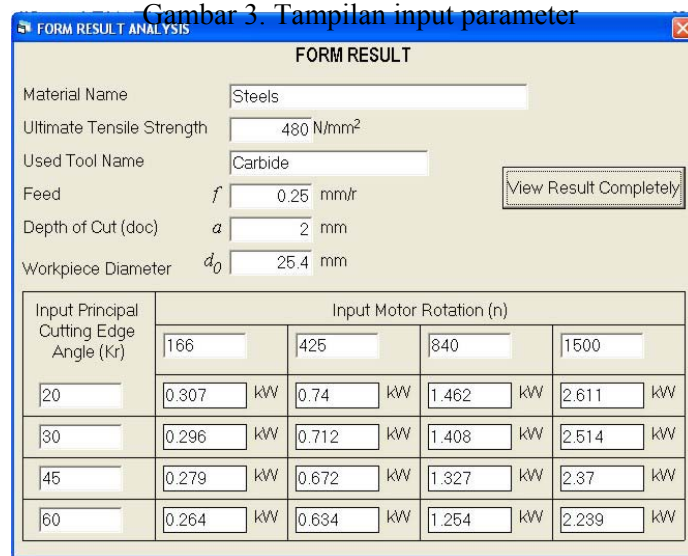 Gambar 3. Tampilan input parameter
FORM RESULT ANALYSIS
FORM RESULT
Material Name Steels
Ultimate Tensile Strength 480 N/mm²
Used Tool Name Carbide
View Result Completely
Feed f 0.25 mm/r
Depth of Cut (doc) a 2 mm
Workpiece Diameter d₀ 25.4 mm
Input Principal Cutting Edge Angle (Kr) Input Motor Rotation (n)
166 425 840 1500
20 0.307 kW 0.74 kW 1.462 kW 2.611 kW
30 0.296 kW 0.712 kW 1.408 kW 2.514 kW
45 0.279 kW 0.672 kW 1.327 kW 2.37 kW
60 0.264 kW 0.634 kW 1.254 kW 2.239 kW